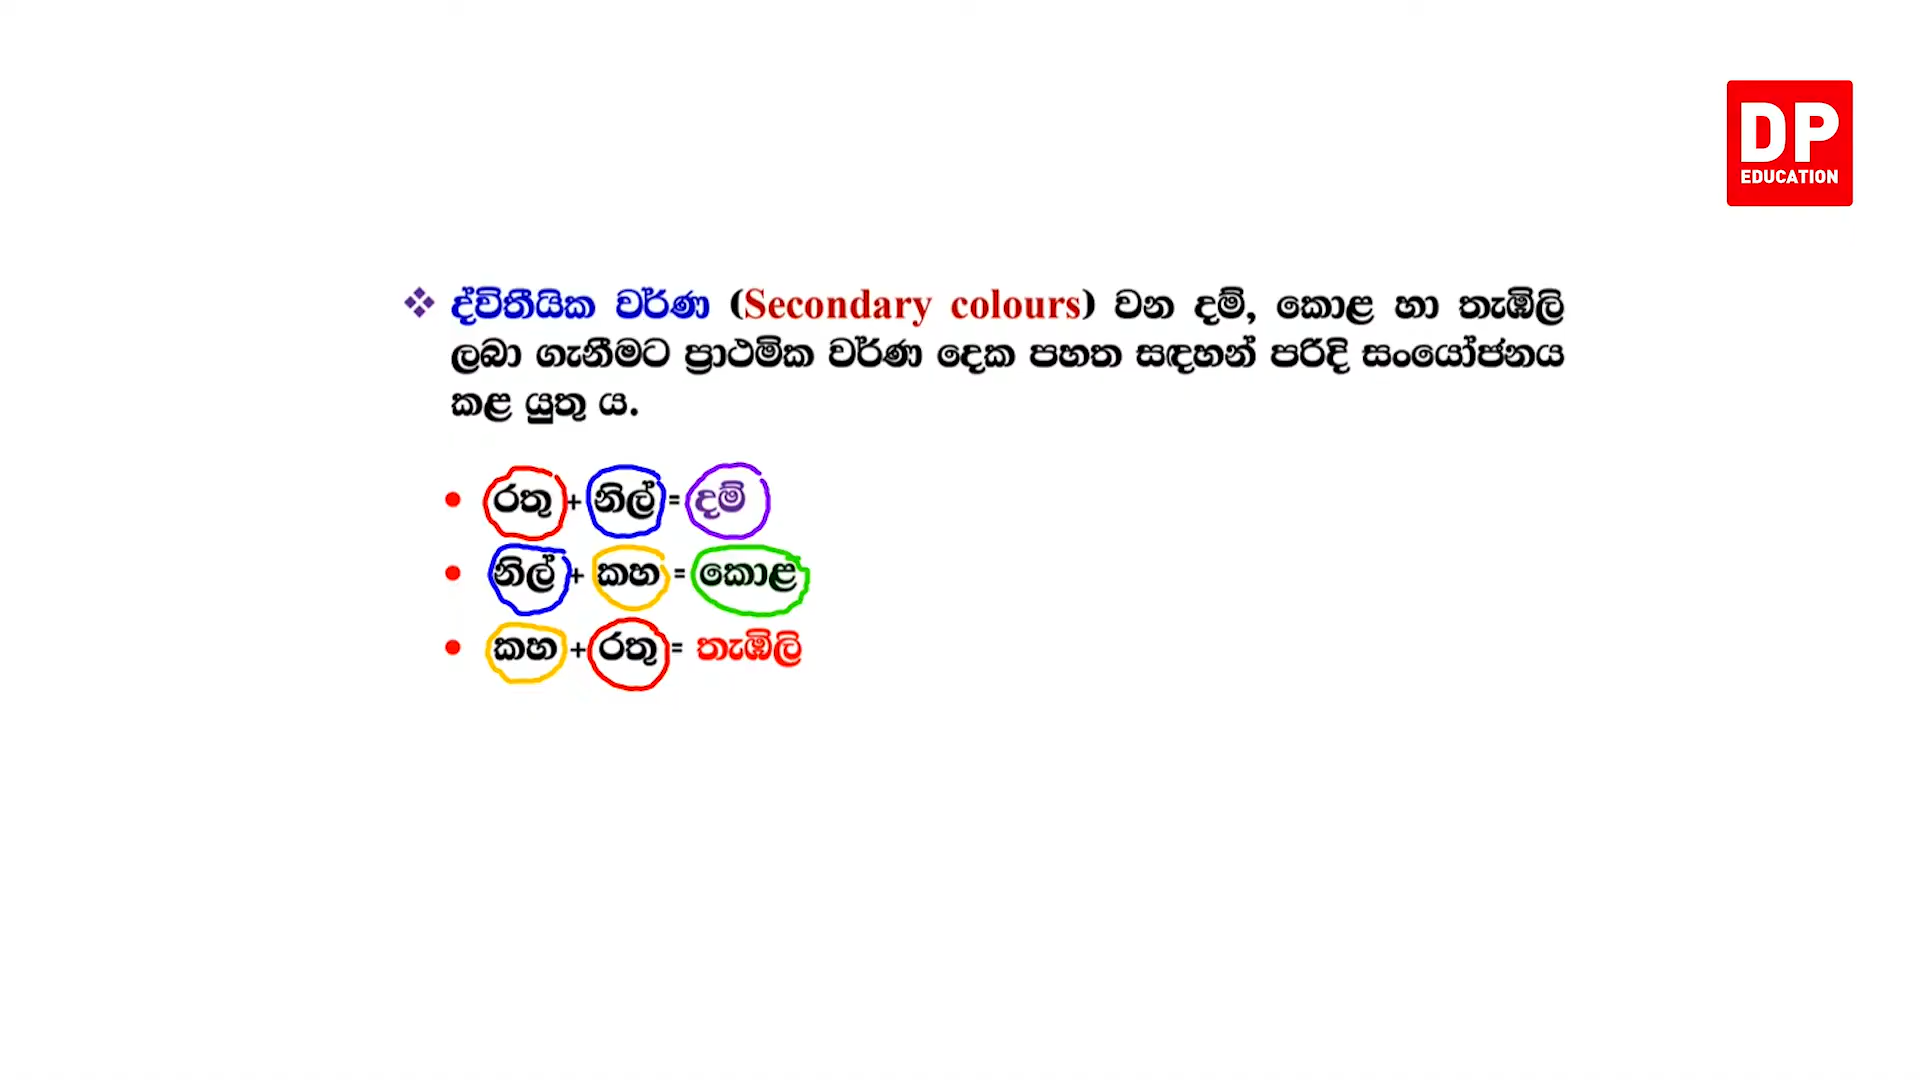 DP
EDUCATION
❖ ද්විතීයික වර්ණ (Secondary colours) වන දම්, කොළ හා තැඹිලි
ලබා ගැනීමට ප්‍රාථමික වර්ණ දෙක පහත සඳහන් පරිදි සංයෝජනය
කළ යුතු ය.
• රතු + නිල් = දම්
• නිල් + කහ = කොළ
• කහ + රතු = තැඹිලි